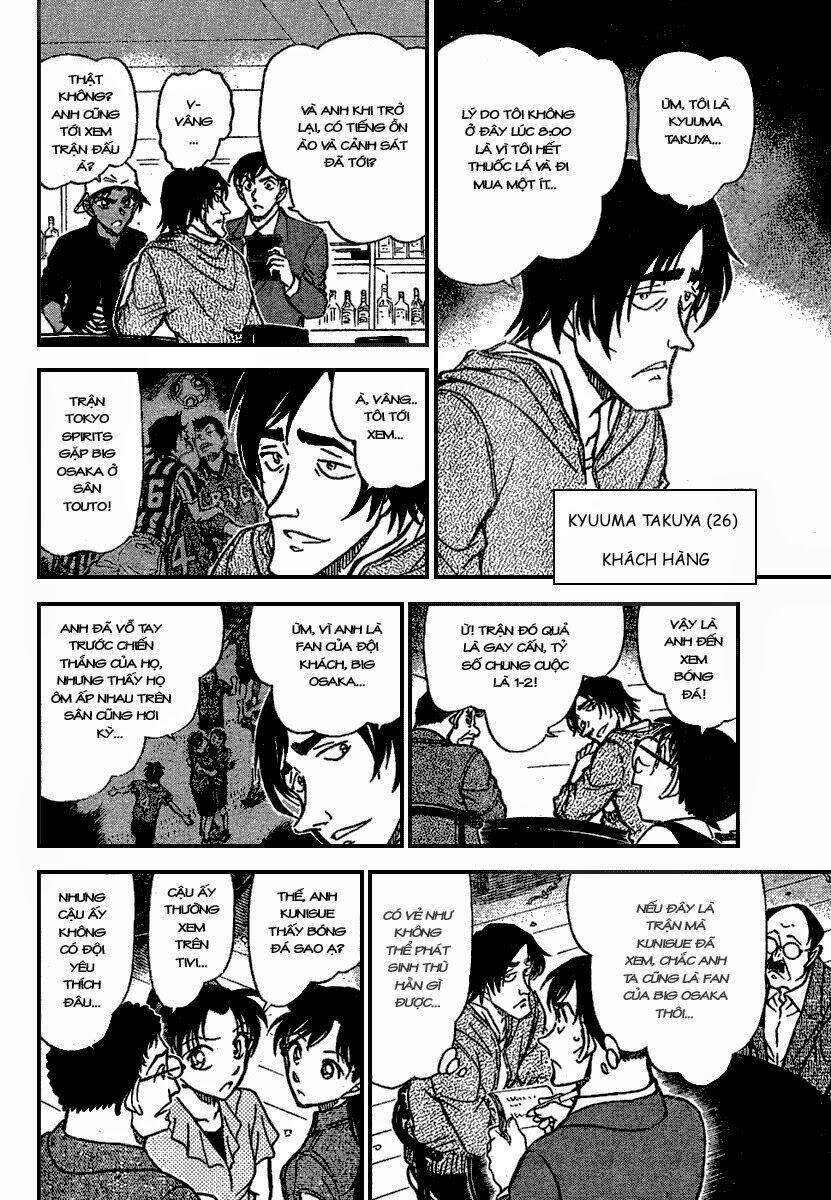 ỪM, TÔI LÀ
KYUUMA
TAKUYA...
LÝ DO TÔI KHÔNG
Ở ĐÂY LÚC 8:00
LÀ VÌ TÔI HẾT
THUỐC LÁ VÀ ĐI
MUA MỘT ÍT...
KYUUMA TAKUYA (26)
KHÁCH HÀNG
VÀ ANH KHI TRỞ
LẠI, CÓ TIẾNG ỒN
ÀO VÀ CẢNH SÁT
ĐÃ TỚI?
V-
VÂNG
...
THẬT
KHÔNG?
ANH CŨNG
TỚI XEM
TRẬN ĐẤU
À?
À, VÂNG..
TÔI TỚI
XEM...
TRẬN
TOKYO
SPIRITS
GẶP BIG
OSAKA Ở
SÂN
TOUTO!
6
BIG
4
VẬY LÀ
ANH ĐẾN
XEM
BÓNG
ĐÁ!
Ừ! TRẬN ĐÓ QUẢ
LÀ GAY CẤN, TỶ
SỐ CHUNG CUỘC
LÀ 1-2!
ỪM, VÌ ANH LÀ
FAN CỦA ĐỘI
KHÁCH, BIG
OSAKA...
ANH ĐÃ VỖ TAY
TRƯỚC CHIẾN
THẮNG CỦA HỌ,
NHƯNG THẤY HỌ
ÔM ẤP NHAU TRÊN
SÂN CŨNG HƠI
KỲ...
NẾU ĐÂY LÀ
TRẬN MÀ
KUNISUE ĐÃ
XEM, CHẮC ANH
TA CŨNG LÀ FAN
CỦA BIG OSAKA
THÔI...
CÓ VẺ NHƯ
KHÔNG
THỂ PHÁT
SINH THÙ
HẰN GÌ
ĐƯỢC...
THẾ, ANH
KUNISUE
THẤY BÓNG
ĐÁ SAO Ạ?
CẬU ẤY
THƯỜNG
XEM
TRÊN
TIVI...
NHƯNG
CẬU ẤY
KHÔNG
CÓ ĐỘI
YÊU
THÍCH
ĐÂU...